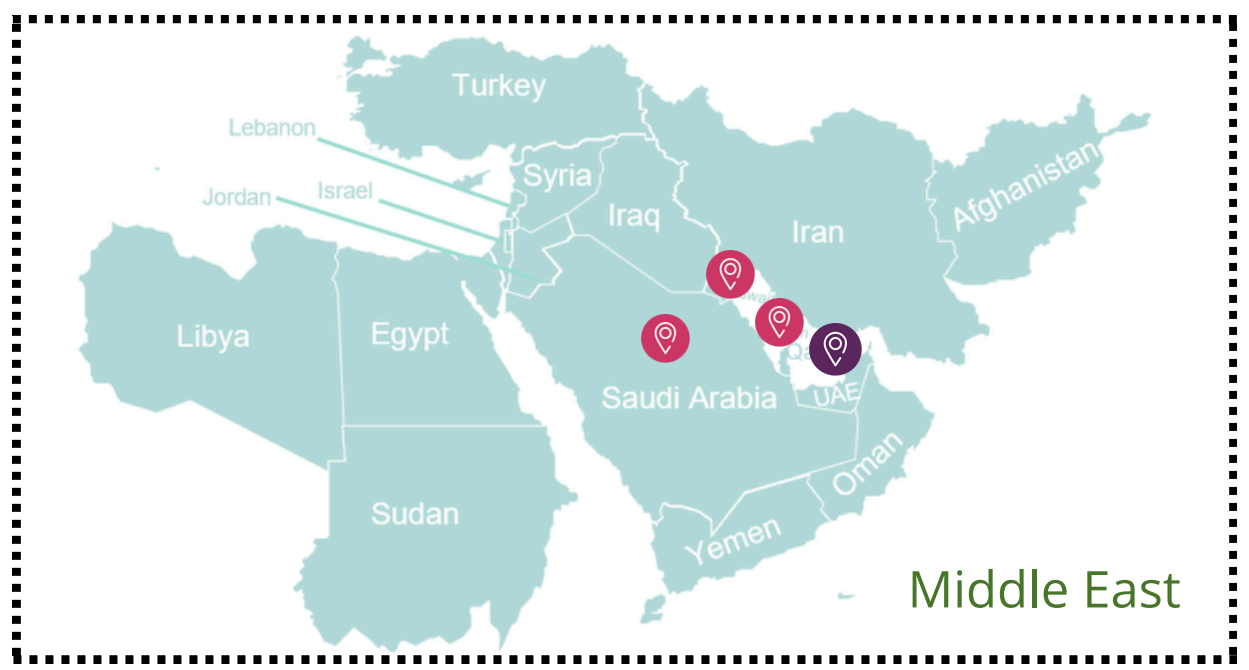 Turkey
Lebanon
Syria
Afghanistan
Jordan
Israel
Iraq
Iran
Libya
Egypt
Saudi Arabia
UAE
Oman
Sudan
Yemen
Middle East